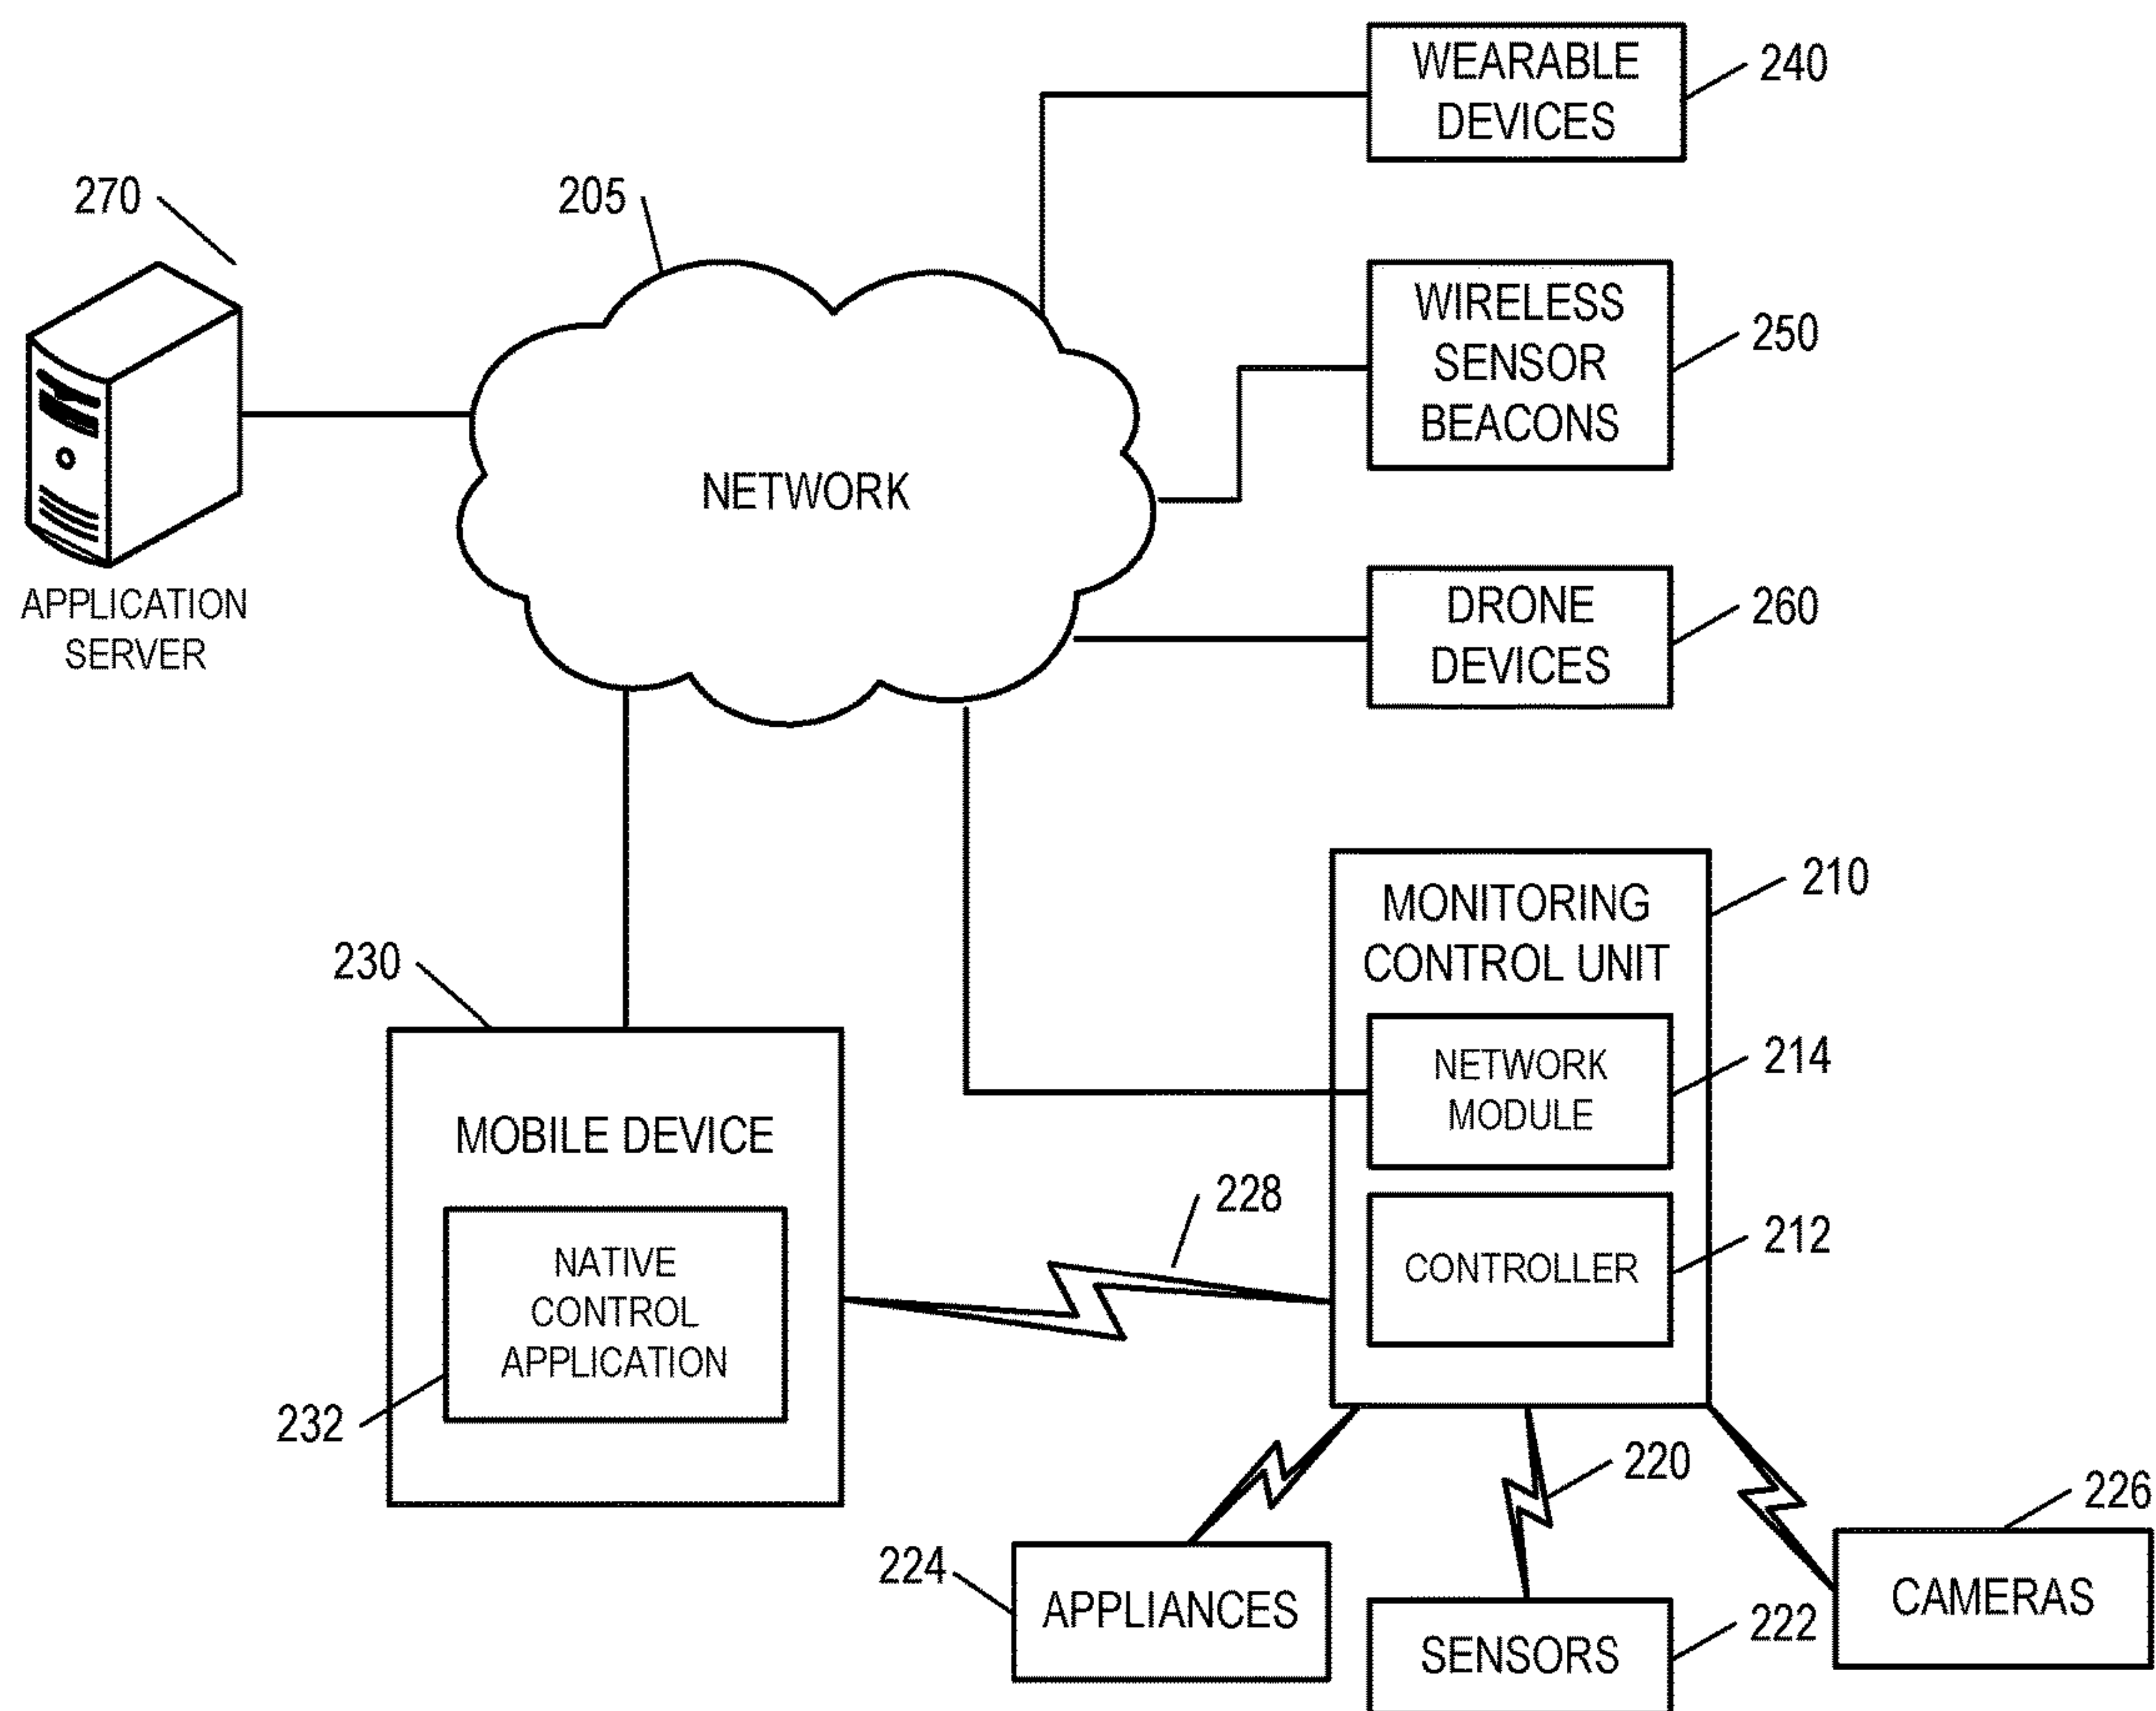 WEARABLE
DEVICES
240
270
205
WIRELESS
SENSOR
BEACONS
250
NETWORK
APPLICATION
SERVER
DRONE
DEVICES
260
MONITORING
CONTROL UNIT
210
230
NETWORK
MODULE
214
MOBILE DEVICE
228
CONTROLLER
212
NATIVE
CONTROL
APPLICATION
232
220
226
224
APPLIANCES
CAMERAS
SENSORS
222